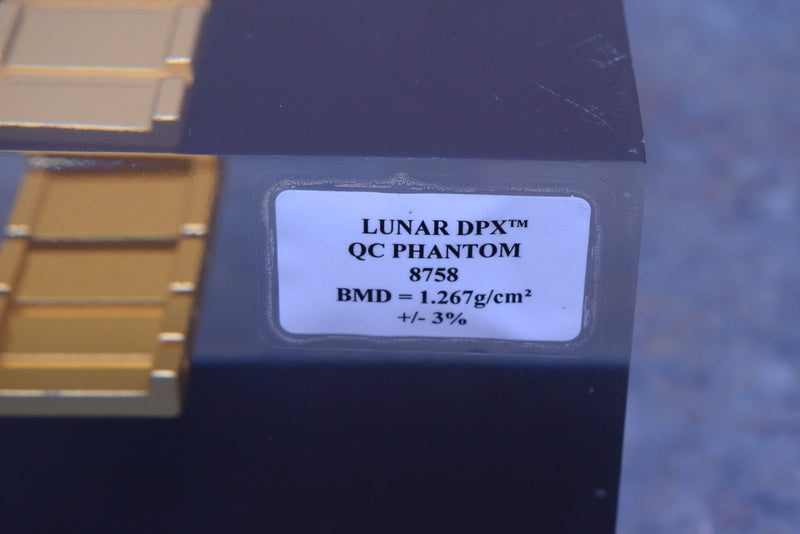 LUNAR DPX™
QC PHANTOM
8758
BMD = 1.267g/cm²
+/- 3%